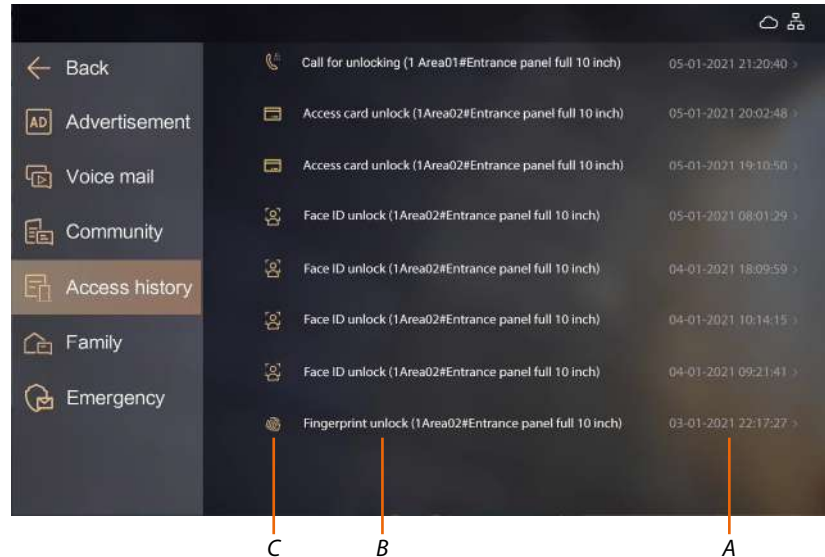 Back
AD Advertisement
Voice mail
Community
Access history
Family
Emergency
Call for unlocking (1 Area01#Entrance panel full 10 inch) 05-01-2021 21:20:40 >
Access card unlock (1Area02#Entrance panel full 10 inch) 05-01-2021 20:02:48 >
Access card unlock (1Area02#Entrance panel full 10 inch) 05-01-2021 19:10:50 >
Face ID unlock (1Area02#Entrance panel full 10 inch) 05-01-2021 08:01:29 >
Face ID unlock (1Area02#Entrance panel full 10 inch) 04-01-2021 18:09:59 >
Face ID unlock (1Area02#Entrance panel full 10 inch) 04-01-2021 10:14:15 >
Face ID unlock (1Area02#Entrance panel full 10 inch) 04-01-2021 09:21:41 >
Fingerprint unlock (1Area02#Entrance panel full 10 inch) 03-01-2021 22:17:27 >
C B A